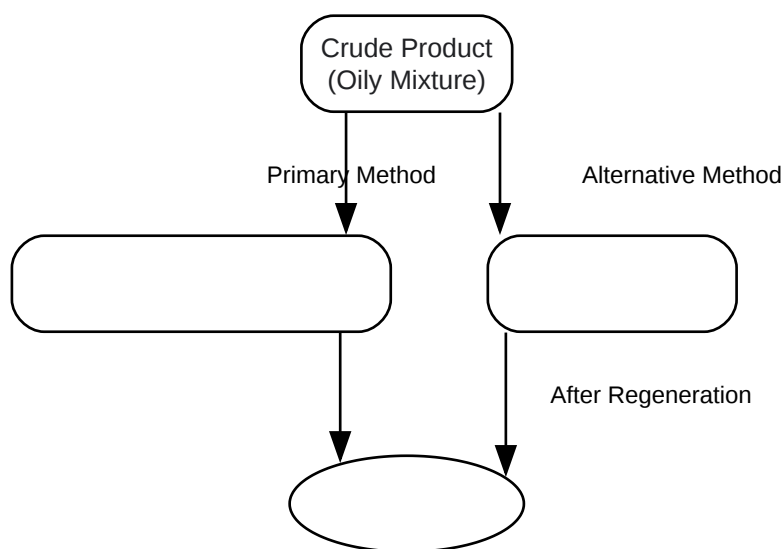 Crude Product
(Oily Mixture)
Primary Method
Alternative Method
After Regeneration